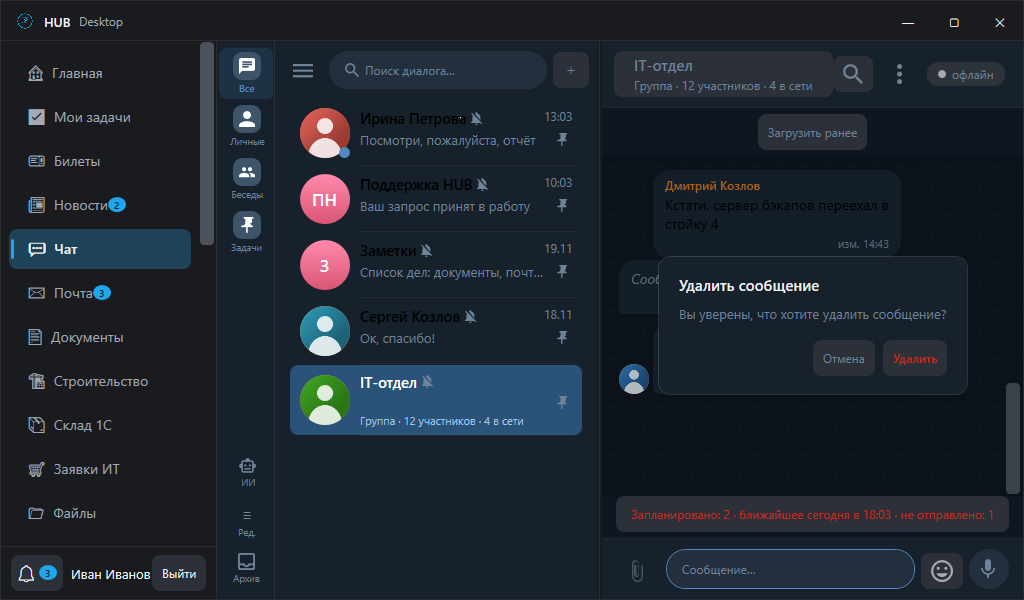 HUB Desktop
Главная
Мои задачи
Билеты
Новости 2
Чат
Почта 3
Документы
Строительство
Склад 1С
Заявки ИТ
Файлы
3 Иван Иванов Выйти
Все
Личные
Беседы
Задачи
ИИ
Ред.
Архив
Поиск диалога... +
Ирина Петрова 13:03
Посмотри, пожалуйста, отчёт
ПН
Поддержка HUB 10:03
Ваш запрос принят в работу
З
Заметки 19.11
Список дел: документы, почт...
Сергей Козлов 18.11
Ок, спасибо!
IT-отдел
Группа · 12 участников · 4 в сети
IT-отдел
Группа · 12 участников · 4 в сети
офлайн
Загрузить ранее
Дмитрий Козлов
Кстати, сервер бэкапов переехал в
стойку 4
изм. 14:43
Удалить сообщение
Вы уверены, что хотите удалить сообщение?
Отмена Удалить
Запланировано: 2 · ближайшее сегодня в 18:03 · не отправлено: 1
Сообщение...